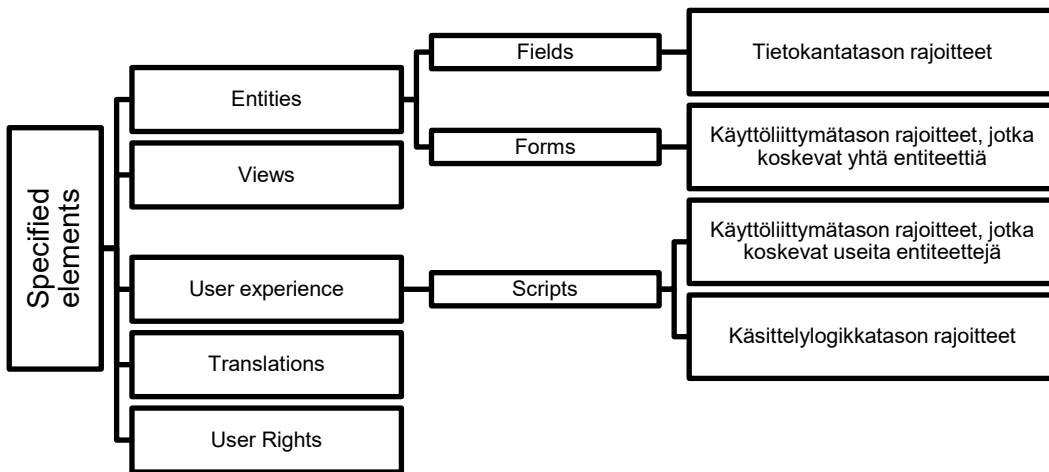 Specified
elements
Entities
Fields
Tietokantatason rajoitteet
Forms
Käyttöliittymätason rajoitteet, jotka
koskevat yhtä entiteettiä
Views
User experience
Scripts
Käyttöliittymätason rajoitteet, jotka
koskevat useita entiteettejä
Käsittelylogikkatason rajoitteet
Translations
User Rights